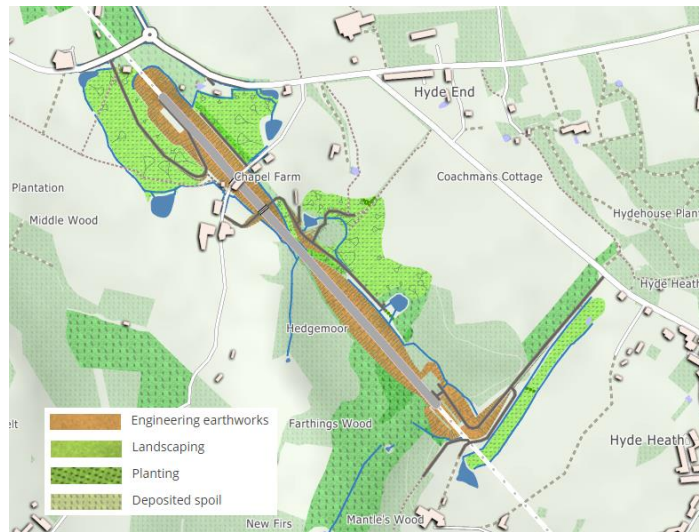 Hyde End
Chapel Farm
Coachmans Cottage
Plantation
Middle Wood
Hydehouse Plant
Hyde Heath
Hedgemoor
Engineering earthworks
Farthings Wood
Landscaping
Hyde Heath
Planting
Deposited spoil
Mantle's Wood
New Firs